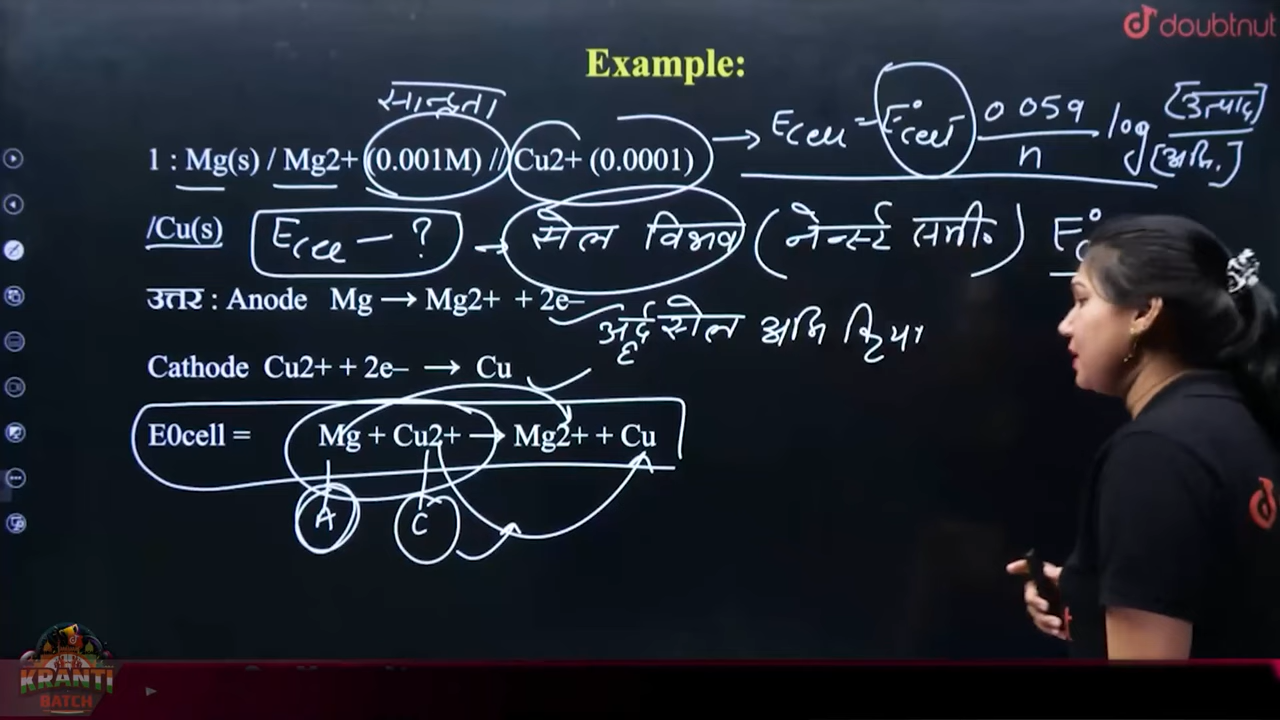 doubtnut
Example:
सान्द्रता
1 : Mg(s) / Mg2+ (0.001M) // Cu2+ (0.0001) → Ecell = E°cell - 0.059/n log [उत्पाद]/[अभि.]
/Cu(s) Ecell - ? → सेल विभव (नेर्न्स्ट समी०) E°
उत्तर : Anode Mg → Mg2+ + 2e–
अर्द्ध सेल अभि क्रिया
Cathode Cu2+ + 2e– → Cu
E0cell = Mg + Cu2+ → Mg2+ + Cu
A C
KRANTI
BATCH